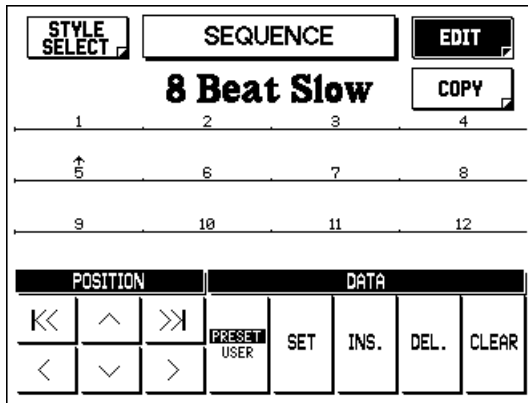 STYLE
SELECT
SEQUENCE
EDIT
8 Beat Slow
COPY
1 2 3 4
5 6 7 8
9 10 11 12
POSITION
DATA
PRESET
USER
SET
INS.
DEL.
CLEAR